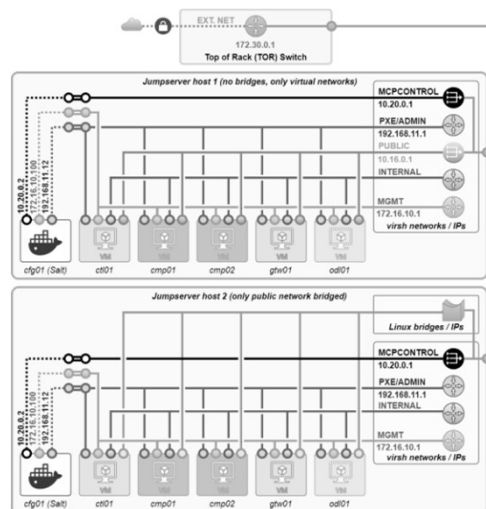 EXT. NET
172.30.0.1
Top of Rack (TOR) Switch
Jumpserver host 1 (no bridges, only virtual networks)
MCPCONTROL
10.20.0.1
PXE/ADMIN
192.168.11.1
PUBLIC
10.16.0.1
INTERNAL
MGMT
172.16.10.1
virsh networks / IPs
10.20.0.2
172.16.10.100
192.168.11.12
VM
VM
VM
VM
VM
cfg01 (Salt)
ctl01
cmp01
cmp02
gtw01
odl01
Jumpserver host 2 (only public network bridged)
Linux bridges / IPs
MCPCONTROL
10.20.0.1
PXE/ADMIN
192.168.11.1
INTERNAL
MGMT
172.16.10.1
virsh networks / IPs
10.20.0.2
172.16.10.100
192.168.11.12
VM
VM
VM
VM
VM
cfg01 (Salt)
ctl01
cmp01
cmp02
gtw01
odl01